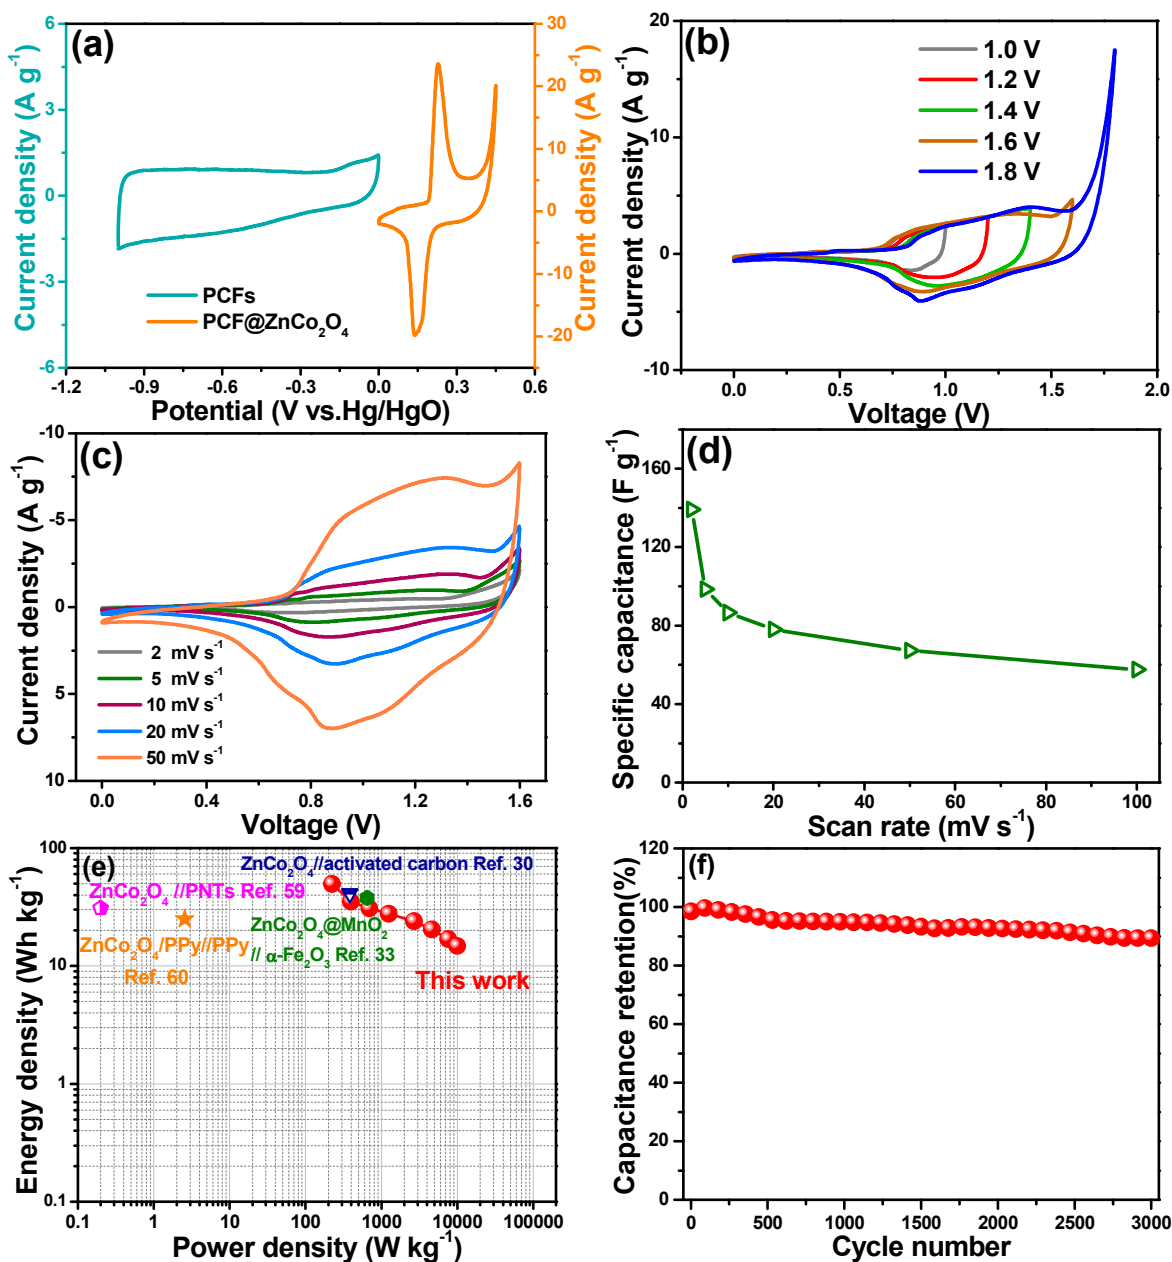 (a)
6
3
0
-3
-6
Current density (A g⁻¹)
30
20
10
0
-10
-20
Current density (A g⁻¹)
PCFs
PCF@ZnCo₂O₄
-1.2 -0.9 -0.6 -0.3 0.0 0.3 0.6
Potential (V vs.Hg/HgO)
(b)
20
10
0
-10
Current density (A g⁻¹)
1.0 V
1.2 V
1.4 V
1.6 V
1.8 V
0.0 0.5 1.0 1.5 2.0
Voltage (V)
(c)
-10
-5
0
5
10
Current density (A g⁻¹)
2 mV s⁻¹
5 mV s⁻¹
10 mV s⁻¹
20 mV s⁻¹
50 mV s⁻¹
0.0 0.4 0.8 1.2 1.6
Voltage (V)
(d)
160
120
80
40
0
Specific capacitance (F g⁻¹)
0 20 40 60 80 100
Scan rate (mV s⁻¹)
(e)
100
10
1
0.1
Energy density (Wh kg⁻¹)
ZnCo₂O₄//activated carbon Ref. 30
ZnCo₂O₄ //PNTs Ref. 59
ZnCo₂O₄@MnO₂
// α-Fe₂O₃ Ref. 33
ZnCo₂O₄/PPy//PPy
Ref. 60
This work
0.1 1 10 100 1000 10000 100000
Power density (W kg⁻¹)
(f)
120
100
80
60
40
20
0
Capacitance retention(%)
0 500 1000 1500 2000 2500 3000
Cycle number